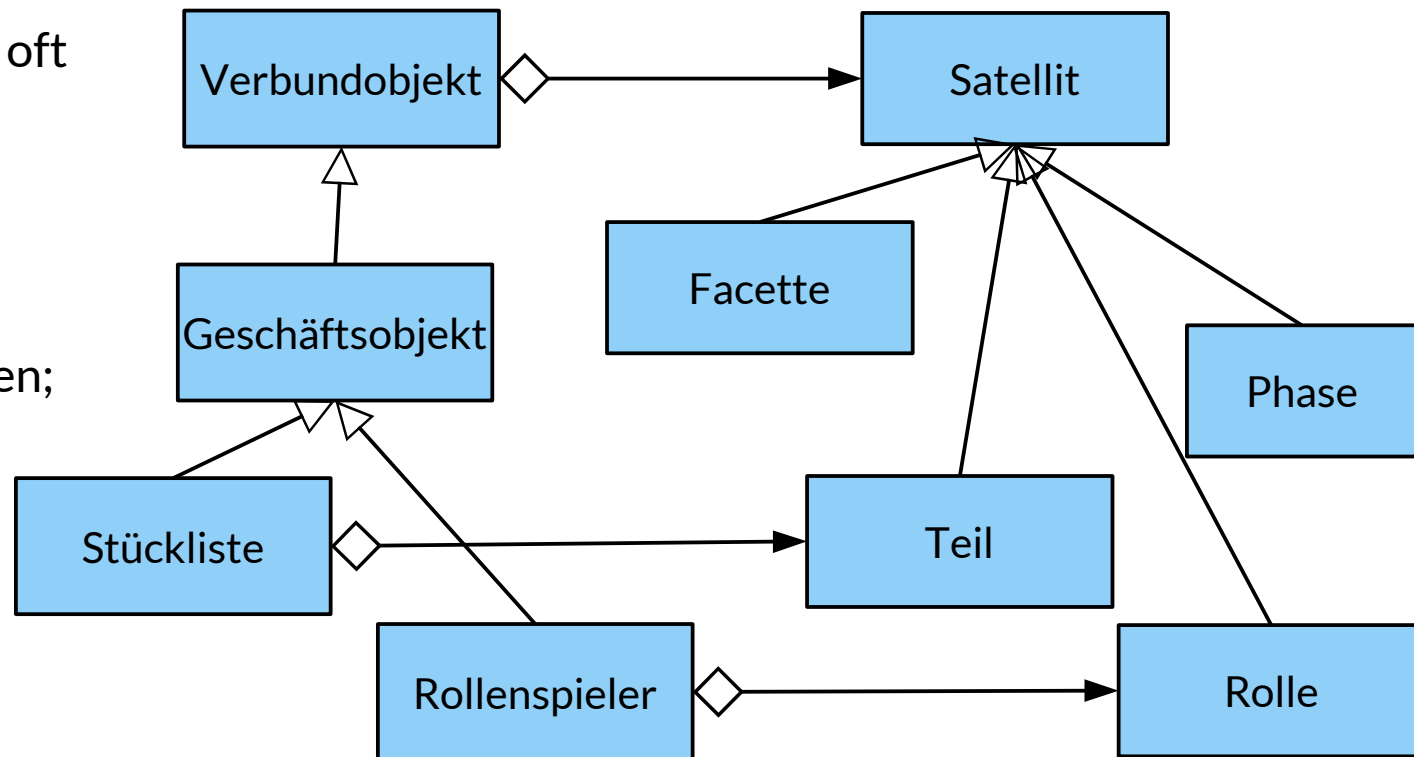 oft
Verbundobjekt
Satellit
Facette
Geschäftsobjekt
en;
Phase
Stückliste
Teil
Rollenspieler
Rolle